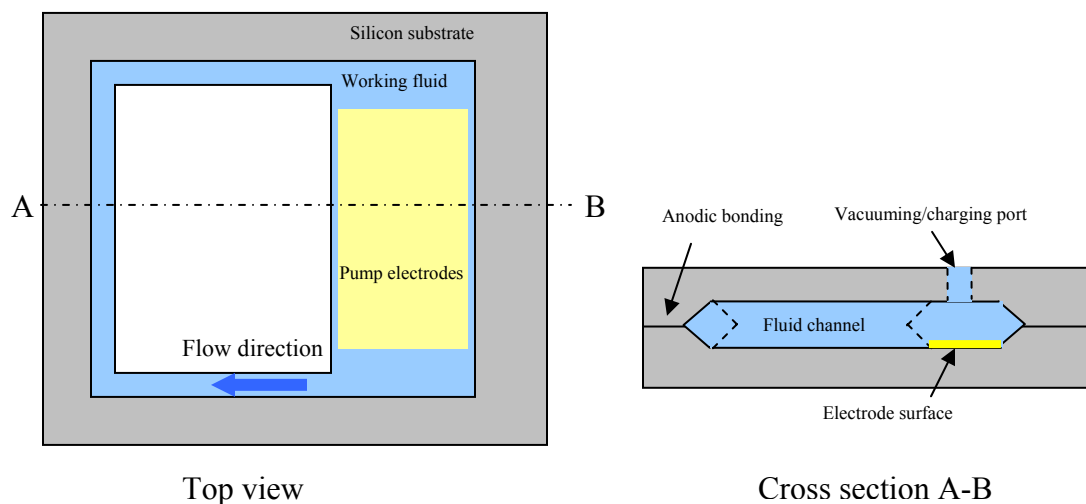 Silicon substrate
Working fluid
A
B
Pump electrodes
Flow direction
Top view
Anodic bonding
Vacuuming/charging port
Fluid channel
Electrode surface
Cross section A-B